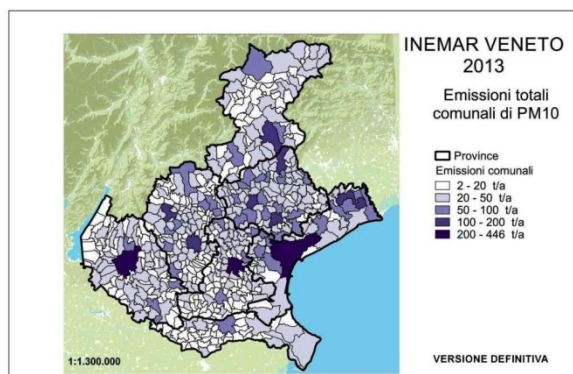 INEMAR VENETO
2013
Emissioni totali
comunali di PM10
Province
Emissioni comunali
2 - 20 t/a
20 - 50 t/a
50 - 100 t/a
100 - 200 t/a
200 - 446 t/a
1:1.300.000
VERSIONE DEFINITIVA